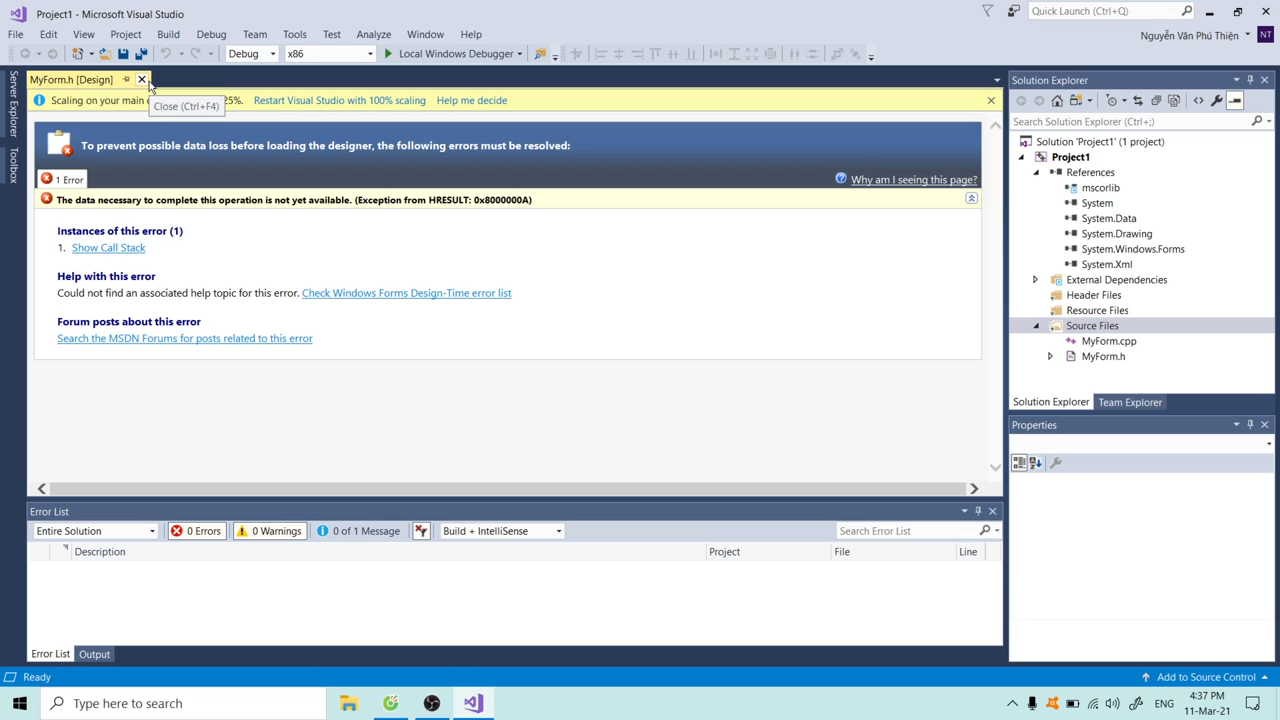 Project1 - Microsoft Visual Studio
Quick Launch (Ctrl+Q)
File Edit View Project Build Debug Team Tools Test Analyze Window Help
Nguyễn Văn Phú Thiện NT
Debug x86 Local Windows Debugger
Server Explorer
Toolbox
MyForm.h [Design]
Scaling on your main 25%. Restart Visual Studio with 100% scaling Help me decide
Close (Ctrl+F4)
To prevent possible data loss before loading the designer, the following errors must be resolved:
1 Error
Why am I seeing this page?
The data necessary to complete this operation is not yet available. (Exception from HRESULT: 0x8000000A)
Instances of this error (1)
1. Show Call Stack
Help with this error
Could not find an associated help topic for this error. Check Windows Forms Design-Time error list
Forum posts about this error
Search the MSDN Forums for posts related to this error
Solution Explorer
Search Solution Explorer (Ctrl+;)
Solution 'Project1' (1 project)
Project1
References
mscorlib
System
System.Data
System.Drawing
System.Windows.Forms
System.Xml
External Dependencies
Header Files
Resource Files
Source Files
MyForm.cpp
MyForm.h
Solution Explorer Team Explorer
Properties
Error List
Entire Solution 0 Errors 0 Warnings 0 of 1 Message Build + IntelliSense Search Error List
Description Project File Line
Error List Output
Ready Add to Source Control
Type here to search
ENG
4:37 PM
11-Mar-21